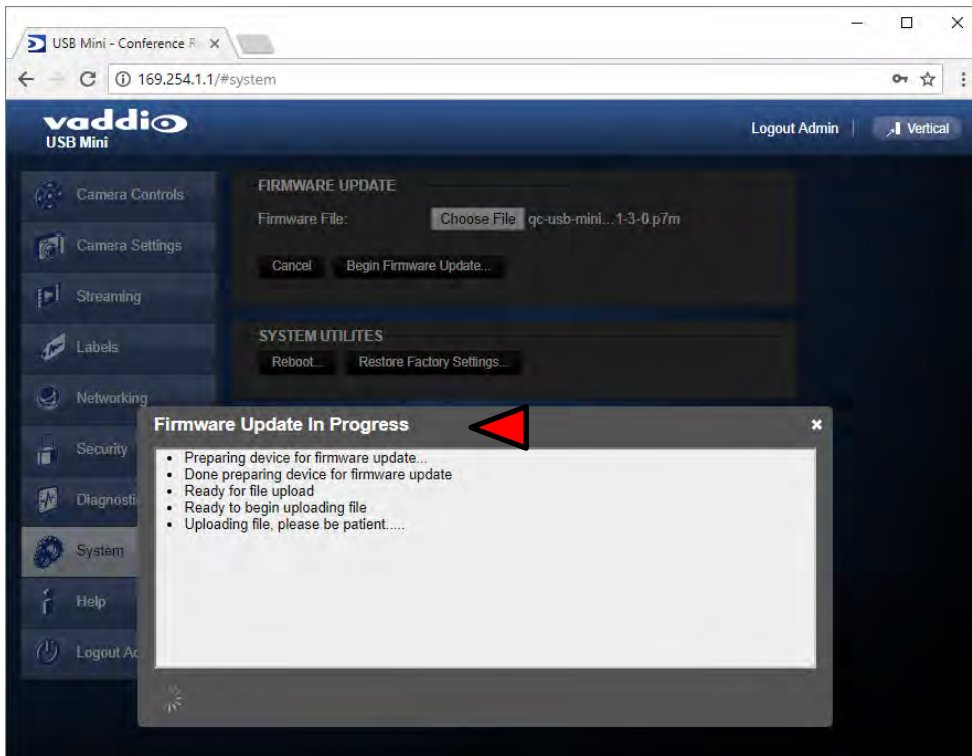 USB Mini - Conference R
169.254.1.1/#system
vaddio
USB Mini
Logout Admin
Vertical
Camera Controls
Camera Settings
Streaming
Labels
Networking
Security
Diagnosti
System
Help
Logout Ad
FIRMWARE UPDATE
Firmware File: Choose File qc-usb-mini...1-3-0.p7m
Cancel Begin Firmware Update...
SYSTEM UTILITES
Reboot... Restore Factory Settings...
Firmware Update In Progress
• Preparing device for firmware update...
• Done preparing device for firmware update
• Ready for file upload
• Ready to begin uploading file
• Uploading file, please be patient.....